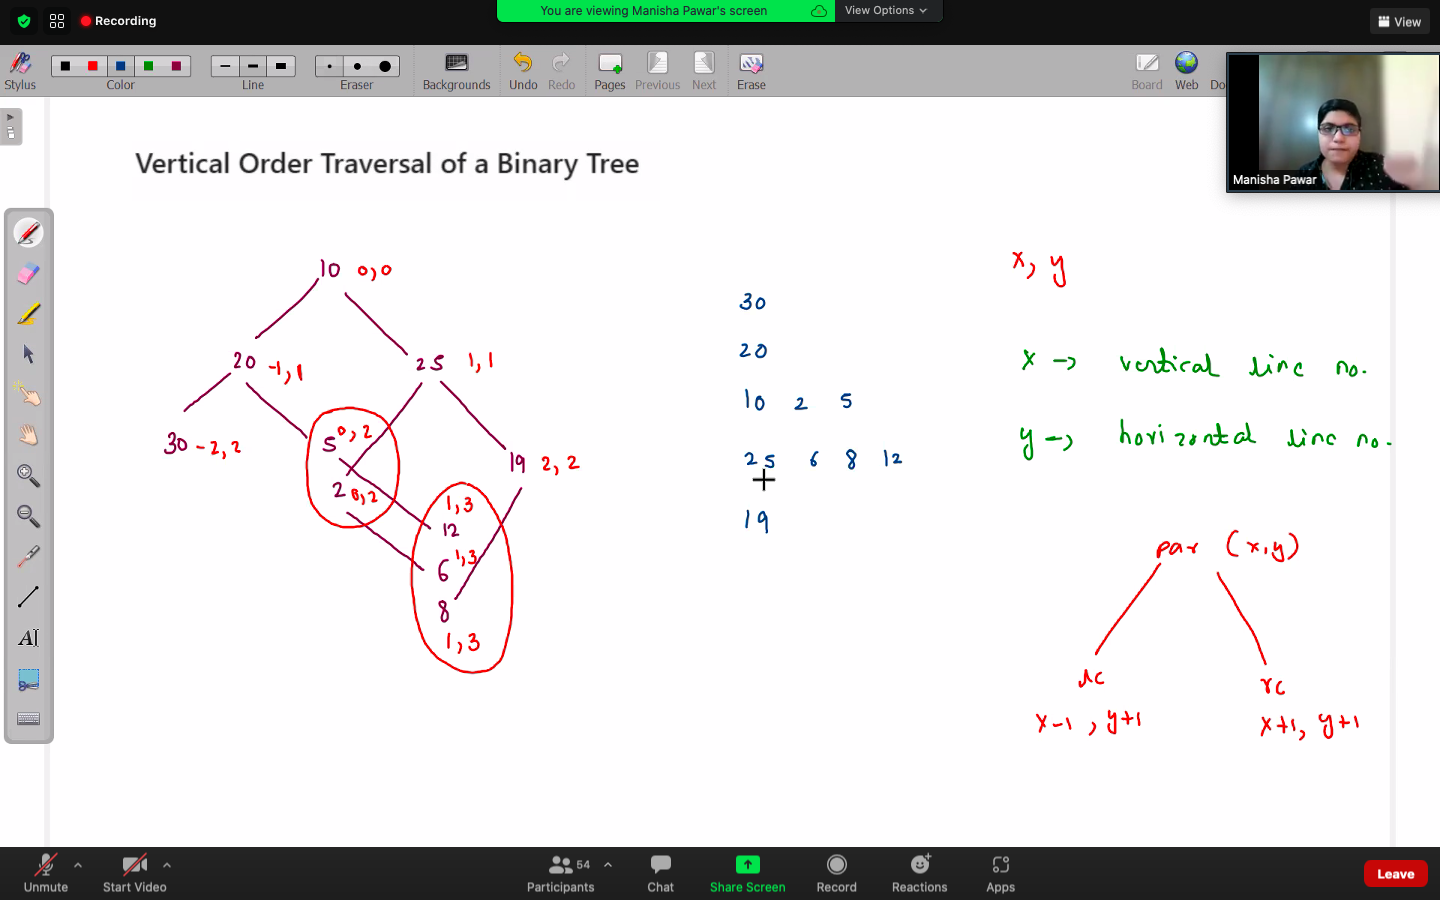 You are viewing Manisha Pawar's screen
View Options
Recording
View
Stylus
Color
Line
Eraser
Backgrounds
Undo
Redo
Pages
Previous
Next
Erase
Board
Web
Do
Manisha Pawar
Vertical Order Traversal of a Binary Tree
10 0,0
20 -1,1
25 1,1
30 -2,2
5 0,2
2 0,2
19 2,2
1,3
12
6 1,3
8
1,3
30
20
10 2 5
25 6 8 12
19
x, y
x -> vertical line no.
y -> horizontal line no.
par (x,y)
lc
x-1, y+1
rc
x+1, y+1
A
Unmute
Start Video
54
Participants
Chat
Share Screen
Record
Reactions
Apps
Leave